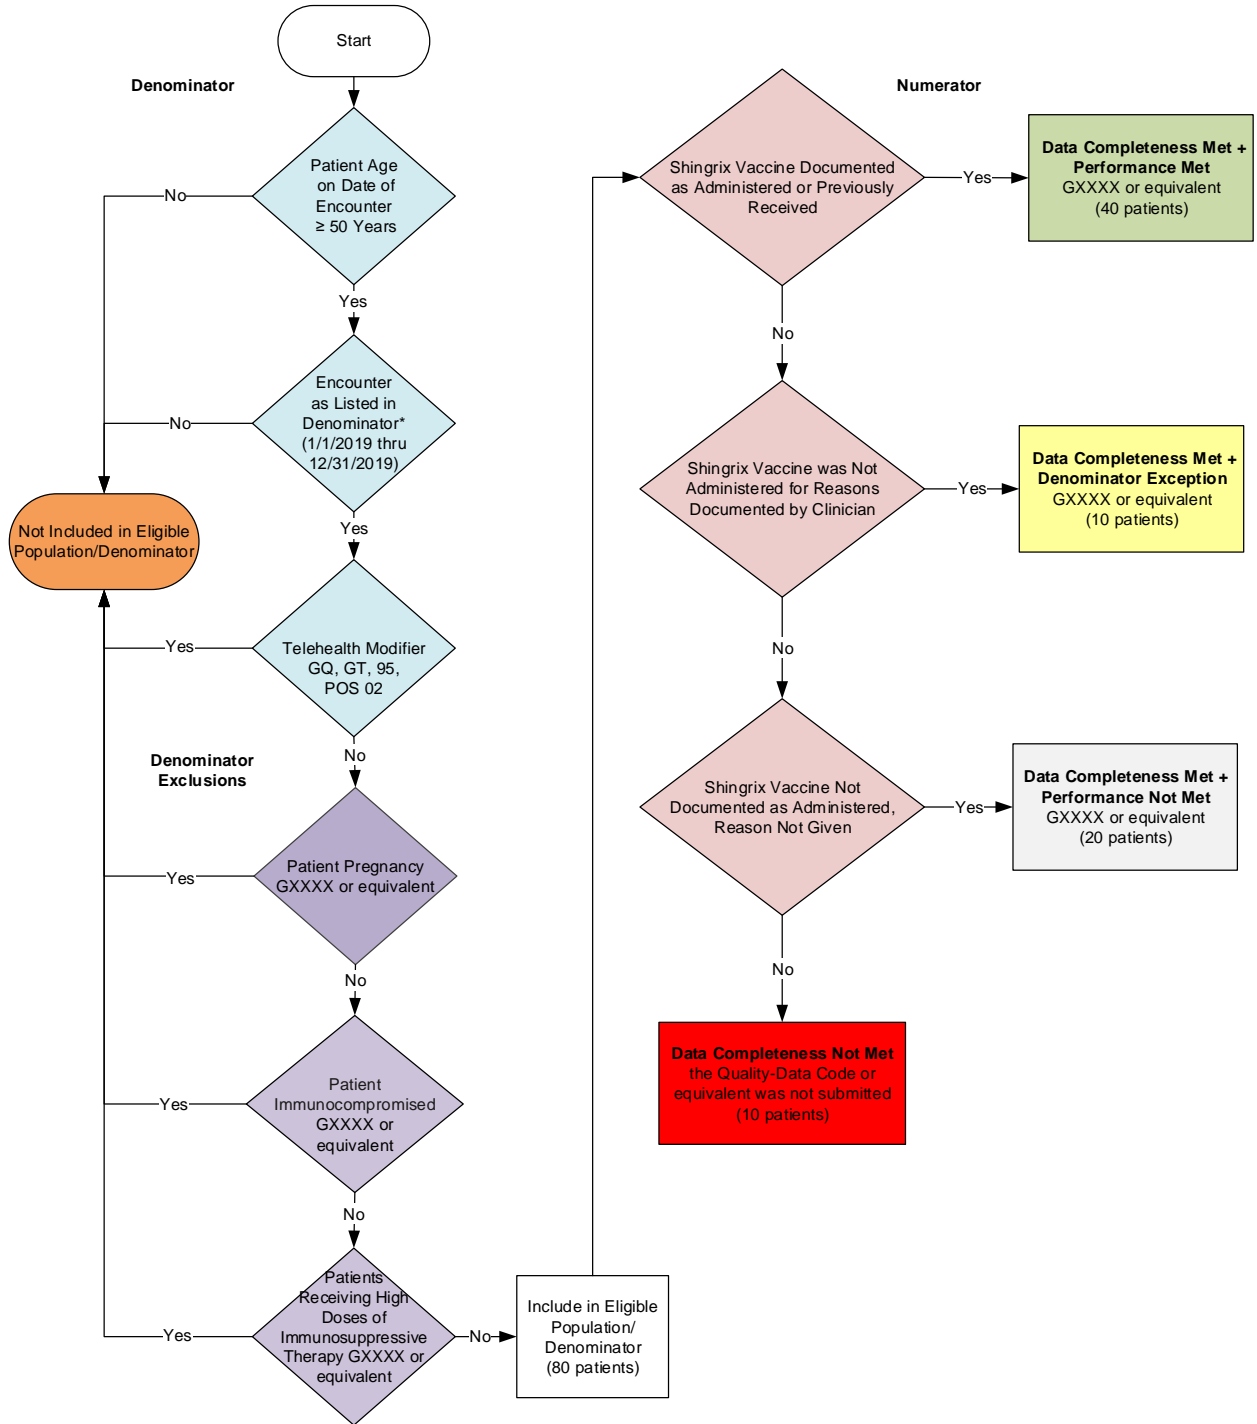 Start
Denominator
Patient Age
on Date of
Encounter
≥ 50 Years
No
Yes
Encounter
as Listed in
Denominator*
(1/1/2019 thru
12/31/2019)
No
Yes
Not Included in Eligible
Population/Denominator
Telehealth Modifier
GQ, GT, 95,
POS 02
Yes
No
Denominator
Exclusions
Patient Pregnancy
GXXXX or equivalent
Yes
No
Patient
Immunocompromised
GXXXX or
equivalent
Yes
No
Patients
Receiving High
Doses of
Immunosuppressive
Therapy GXXXX or
equivalent
Yes
No
Include in Eligible
Population/
Denominator
(80 patients)
Numerator
Shingrix Vaccine Documented
as Administered or Previously
Received
Yes
Data Completeness Met +
Performance Met
GXXXX or equivalent
(40 patients)
No
Shingrix Vaccine was Not
Administered for Reasons
Documented by Clinician
Yes
Data Completeness Met +
Denominator Exception
GXXXX or equivalent
(10 patients)
No
Shingrix Vaccine Not
Documented as Administered,
Reason Not Given
Yes
Data Completeness Met +
Performance Not Met
GXXXX or equivalent
(20 patients)
No
Data Completeness Not Met
the Quality-Data Code or
equivalent was not submitted
(10 patients)